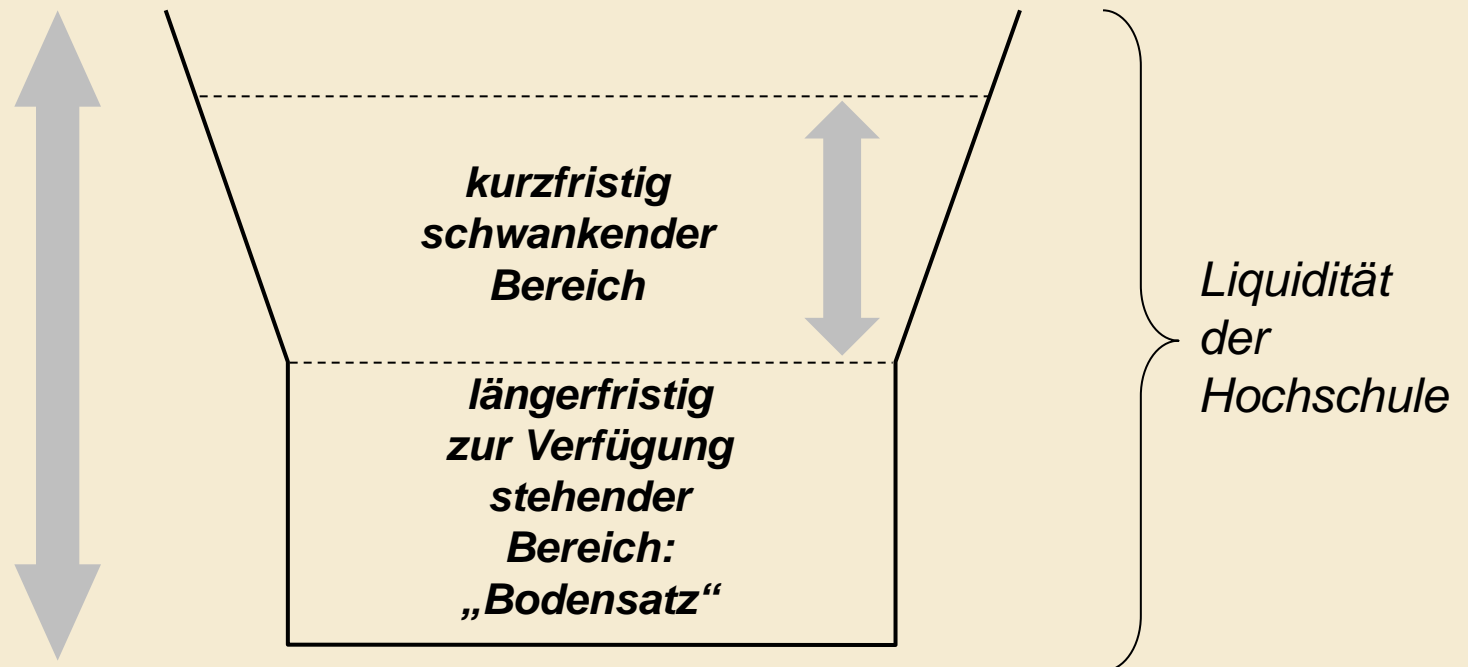 kurzfristig
schwankender
Bereich
längerfristig
zur Verfügung
stehender
Bereich:
„Bodensatz“
Liquidität
der
Hochschule